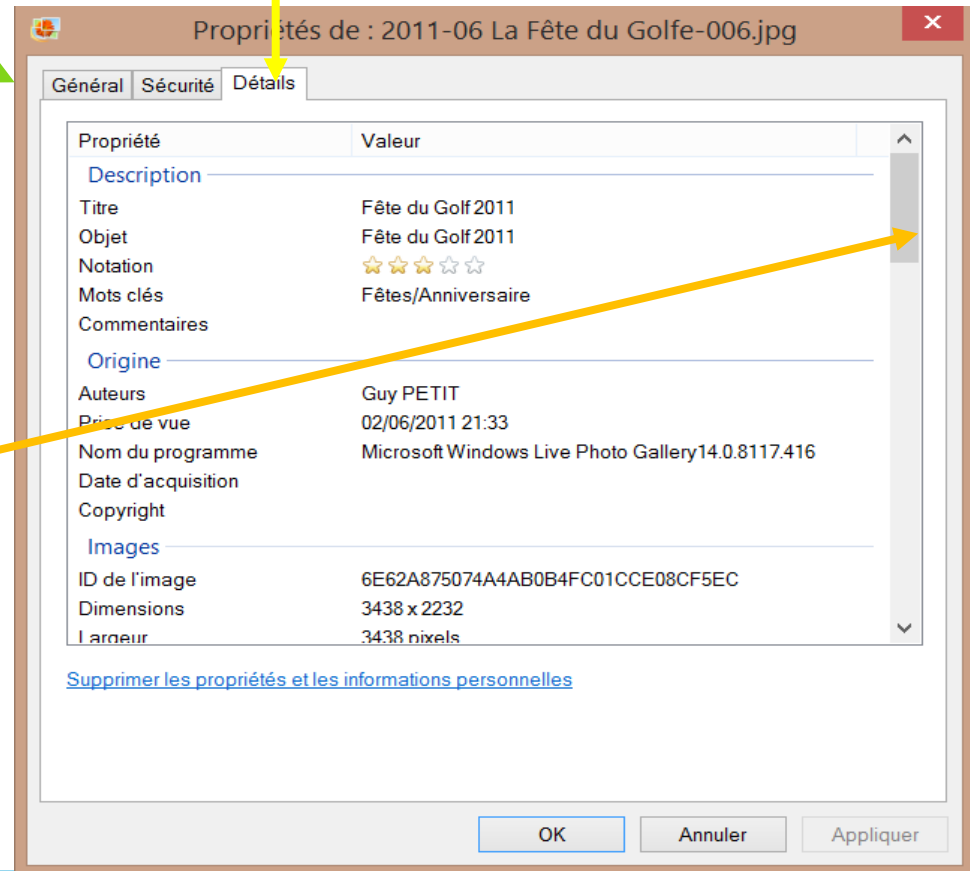 Propriétés de : 2011-06 La Fête du Golfe-006.jpg
Général Sécurité Détails
Propriété Valeur
Description
Titre Fête du Golf 2011
Objet Fête du Golf 2011
Notation
Mots clés Fêtes/Anniversaire
Commentaires
Origine
Auteurs Guy PETIT
Prise de vue 02/06/2011 21:33
Nom du programme Microsoft Windows Live Photo Gallery14.0.8117.416
Date d'acquisition
Copyright
Images
ID de l'image 6E62A875074A4AB0B4FC01CCE08CF5EC
Dimensions 3438 x 2232
Largeur 3438 pixels
Supprimer les propriétés et les informations personnelles
OK Annuler Appliquer